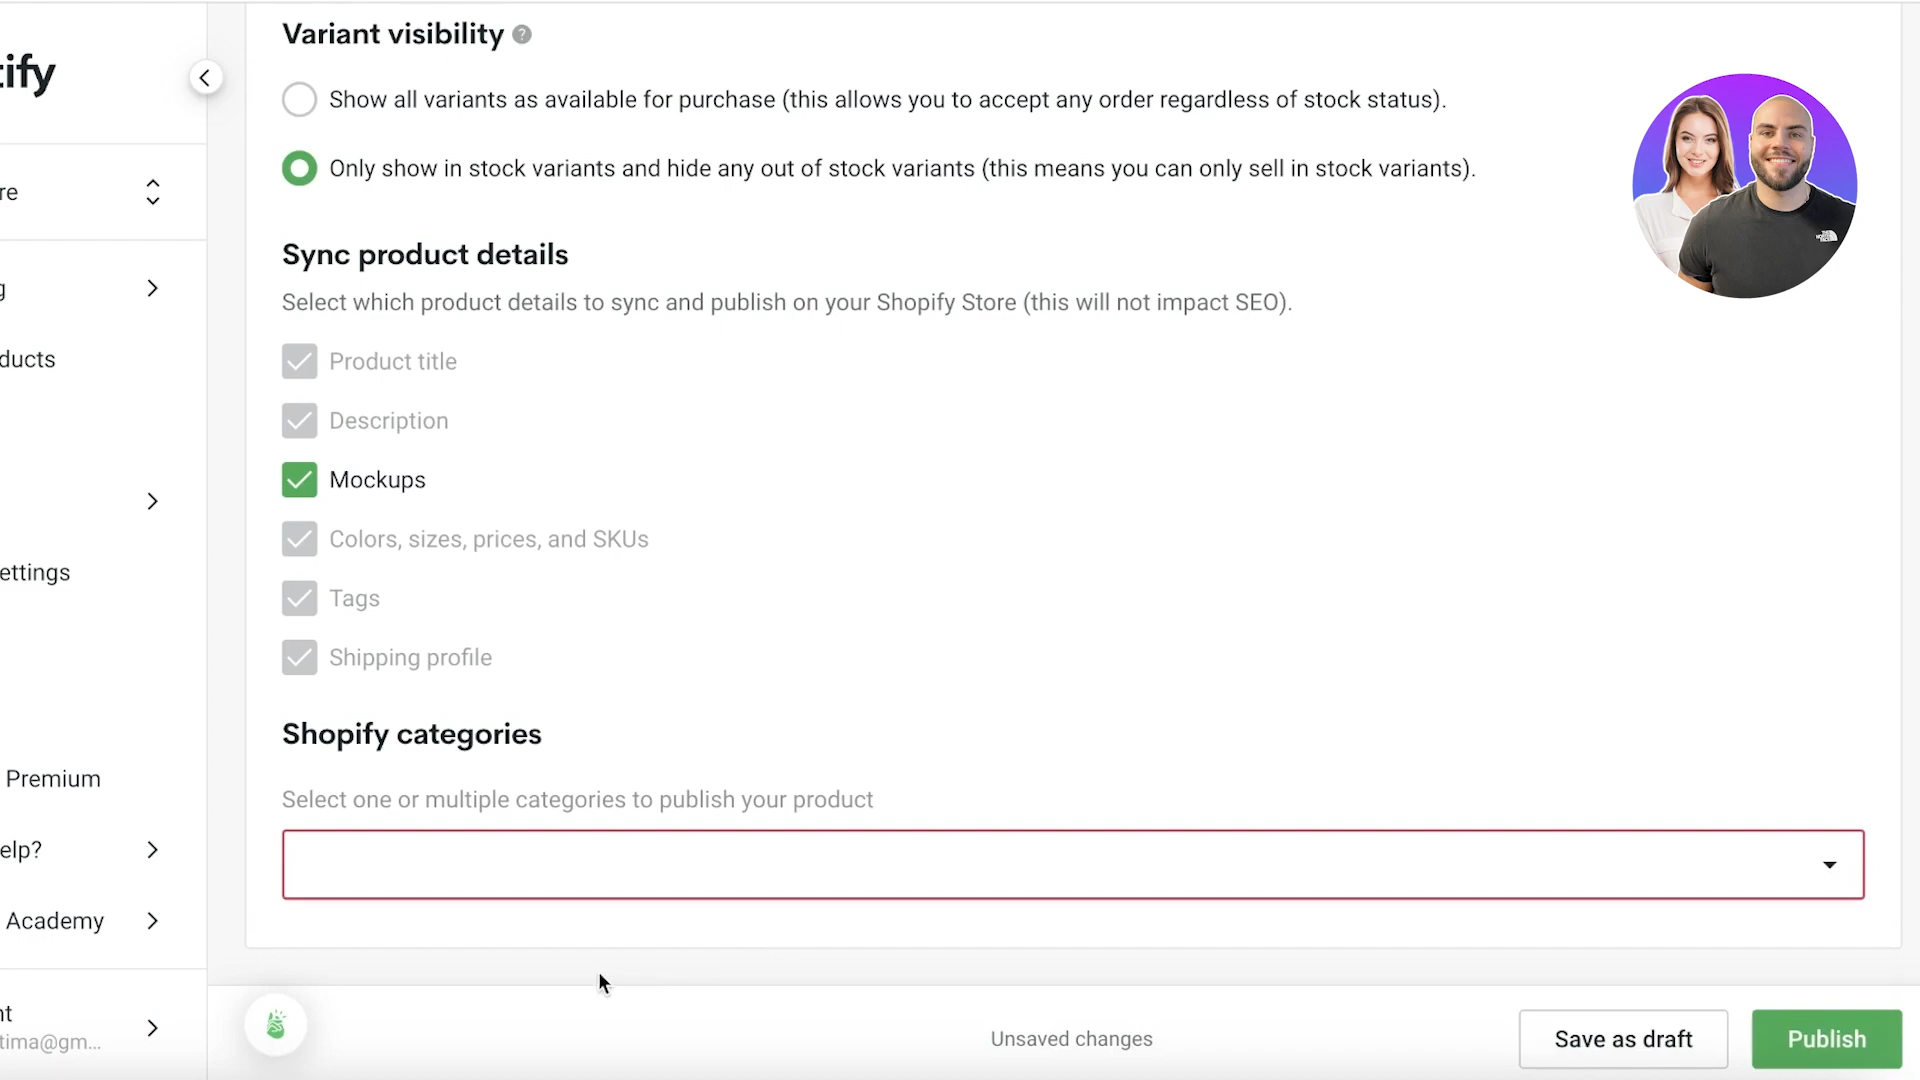 Variant visibility ?
tify
Show all variants as available for purchase (this allows you to accept any order regardless of stock status).
re
Only show in stock variants and hide any out of stock variants (this means you can only sell in stock variants).
Sync product details
g
Select which product details to sync and publish on your Shopify Store (this will not impact SEO).
ducts
Product title
Description
Mockups
Colors, sizes, prices, and SKUs
ettings
Tags
Shipping profile
Shopify categories
Premium
Select one or multiple categories to publish your product
elp?
Academy
nt
tima@gm...
Unsaved changes
Save as draft
Publish